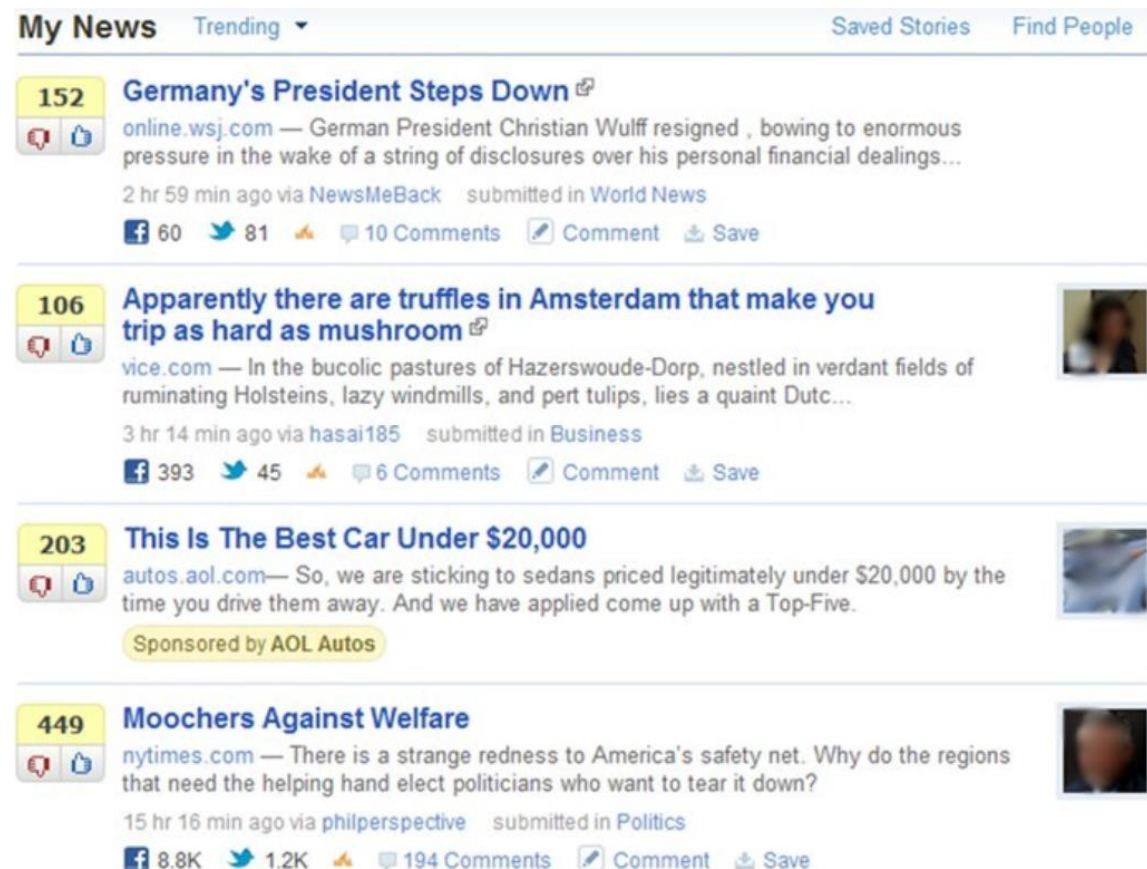 My News Trending Saved Stories Find People
152 Germany's President Steps Down
online.wsj.com — German President Christian Wulff resigned , bowing to enormous
pressure in the wake of a string of disclosures over his personal financial dealings...
2 hr 59 min ago via NewsMeBack submitted in World News
60 81 10 Comments Comment Save
106 Apparently there are truffles in Amsterdam that make you
trip as hard as mushroom
vice.com — In the bucolic pastures of Hazerswoude-Dorp, nestled in verdant fields of
ruminating Holsteins, lazy windmills, and pert tulips, lies a quaint Dutc...
3 hr 14 min ago via hasai185 submitted in Business
393 45 6 Comments Comment Save
203 This Is The Best Car Under $20,000
autos.aol.com— So, we are sticking to sedans priced legitimately under $20,000 by the
time you drive them away. And we have applied come up with a Top-Five.
Sponsored by AOL Autos
449 Moochers Against Welfare
nytimes.com — There is a strange redness to America's safety net. Why do the regions
that need the helping hand elect politicians who want to tear it down?
15 hr 16 min ago via philperspective submitted in Politics
8.8K 1.2K 194 Comments Comment Save